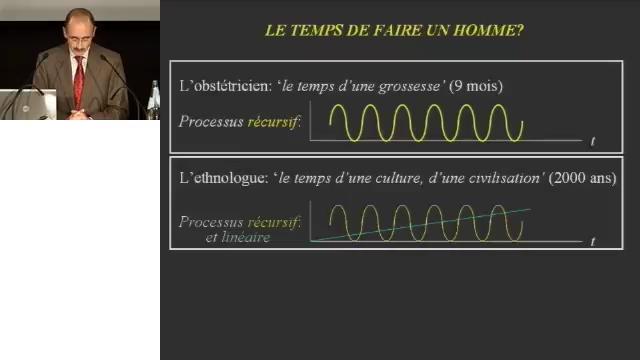 LE TEMPS DE FAIRE UN HOMME?
L'obstétricien: ‘le temps d'une grossesse’ (9 mois)
Processus récursif:
t
L'ethnologue: ‘le temps d'une culture, d'une civilisation’ (2000 ans)
Processus récursif:
et linéaire
t